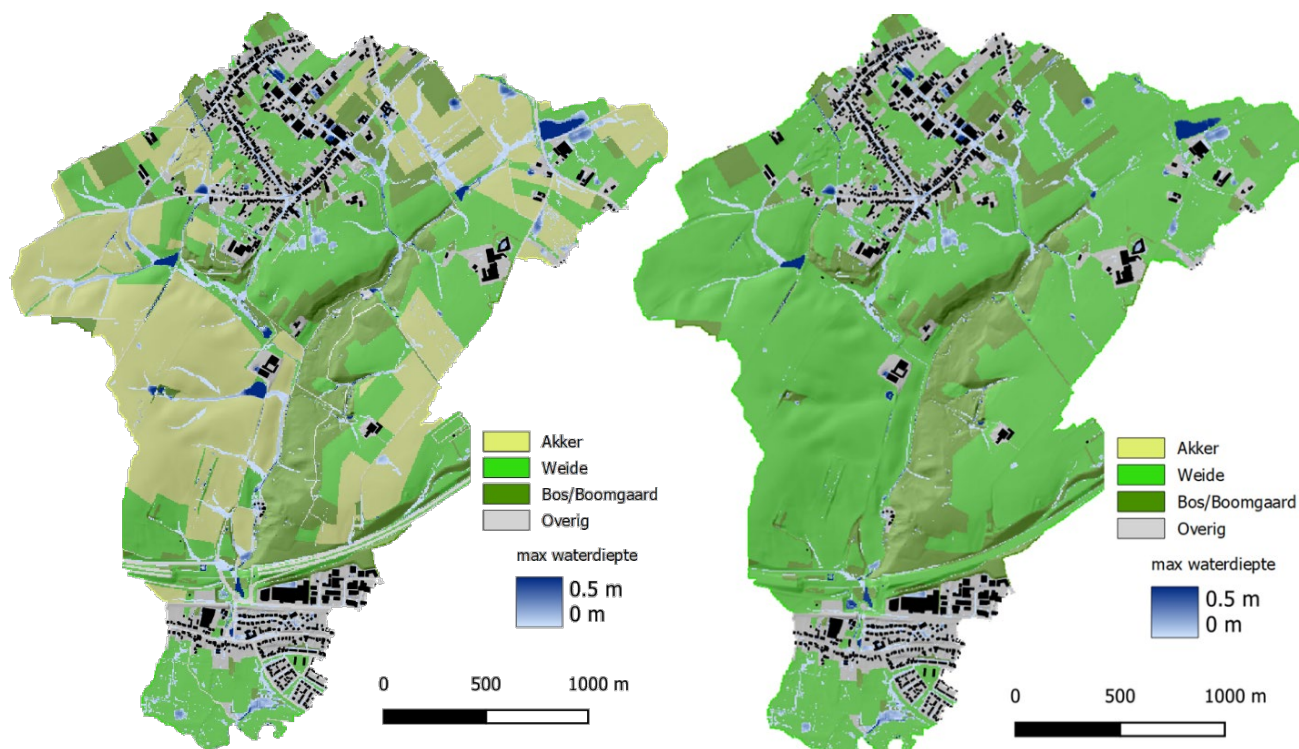 Akker
Weide
Bos/Boomgaard
Overig
max waterdiepte
0.5 m
0 m
0 500 1000 m
Akker
Weide
Bos/Boomgaard
Overig
max waterdiepte
0.5 m
0 m
0 500 1000 m